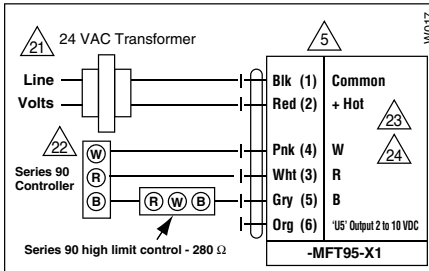 21 24 VAC Transformer
5
W017
Line
Volts
Blk (1) Common
Red (2) + Hot
23
22
Series 90
Controller
W
R
B
R W B
Pnk (4) W
24
Wht (3) R
Gry (5) B
Org (6) 'U5' Output 2 to 10 VDC
Series 90 high limit control - 280 Ω
-MFT95-X1